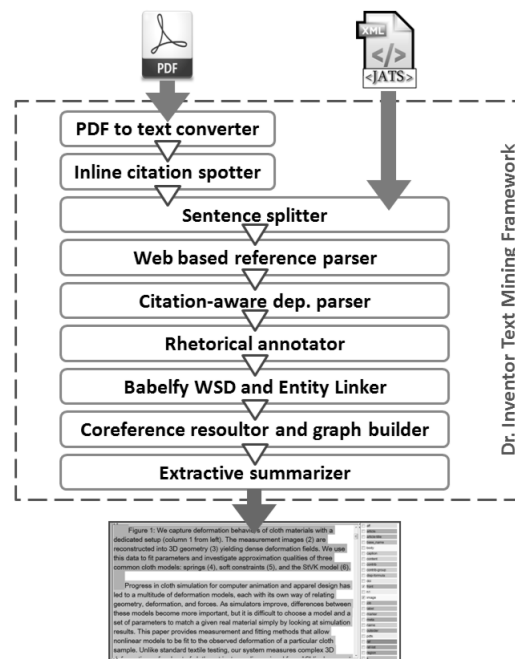 PDF
XML
</>
<JATS>
PDF to text converter
Inline citation spotter
Sentence splitter
Web based reference parser
Citation-aware dep. parser
Rhetorical annotator
Babelfy WSD and Entity Linker
Coreference resoultor and graph builder
Extractive summarizer
Dr. Inventor Text Mining Framework
Figure 1: We capture deformation behaviors of cloth materials with a
dedicated setup (column 1 from left). The measurement images (2) are
reconstructed into 3D geometry (3) yielding dense deformation fields. We use
this data to fit parameters and investigate approximation qualities of three
common cloth models: springs (4), soft constraints (5), and the StVK model (6).
Progress in cloth simulation for computer animation and apparel design has
led to a multitude of deformation models, each with its own way of relating
geometry, deformation, and forces. As simulators improve, differences between
these models become more important, but it is difficult to choose a model and a
set of parameters to match a given real material simply by looking at simulation
results. This paper provides measurement and fitting methods that allow
nonlinear models to be fit to the observed deformation of a particular cloth
sample. Unlike standard textile testing, our system measures complex 3D